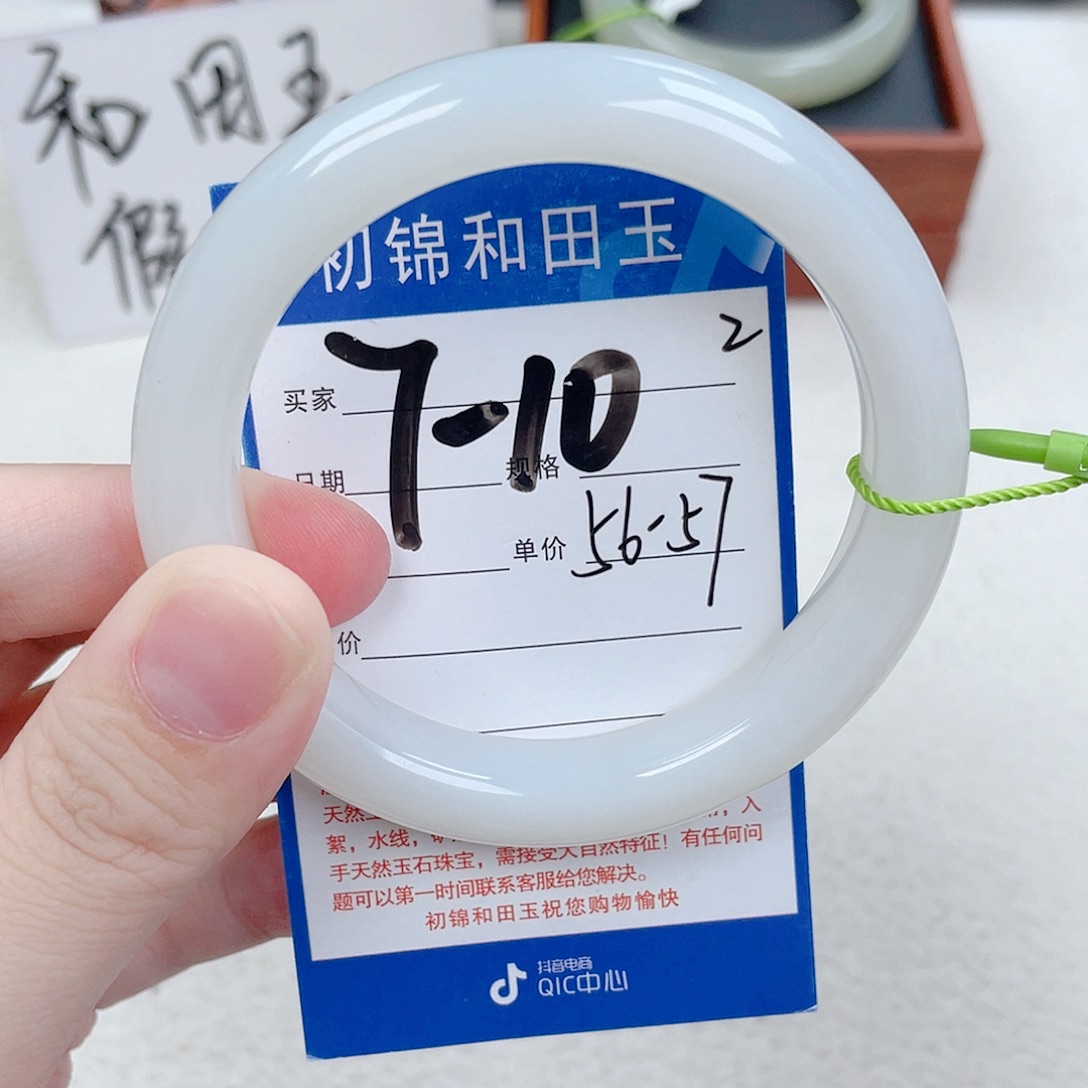 和田玉
假
初锦和田玉
2
买家 7-10
日期 规格
单价 56-57
价
天然
絮，水线，
入
手天然玉石珠宝，需接受大自然特征！有任何问
题可以第一时间联系客服给您解决。
初锦和田玉祝您购物愉快
抖音电商
QIC中心